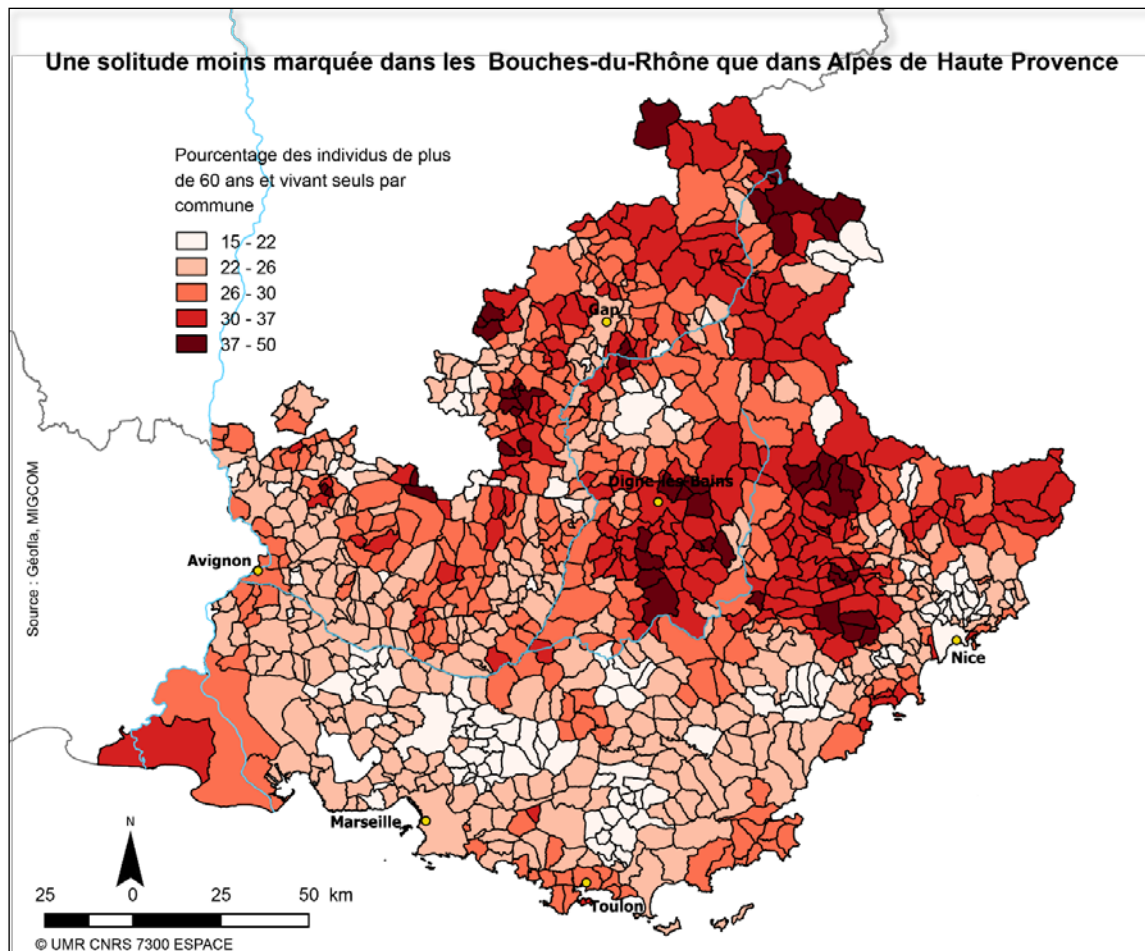 Une solitude moins marquée dans les Bouches-du-Rhône que dans Alpes de Haute Provence
Pourcentage des individus de plus
de 60 ans et vivant seuls par
commune
15 - 22
22 - 26
26 - 30
30 - 37
37 - 50
Gap
Digne-les-Bains
Avignon
Nice
Marseille
Toulon
Source : Géofla, MIGCOM
N
25 0 25 50 km
© UMR CNRS 7300 ESPACE